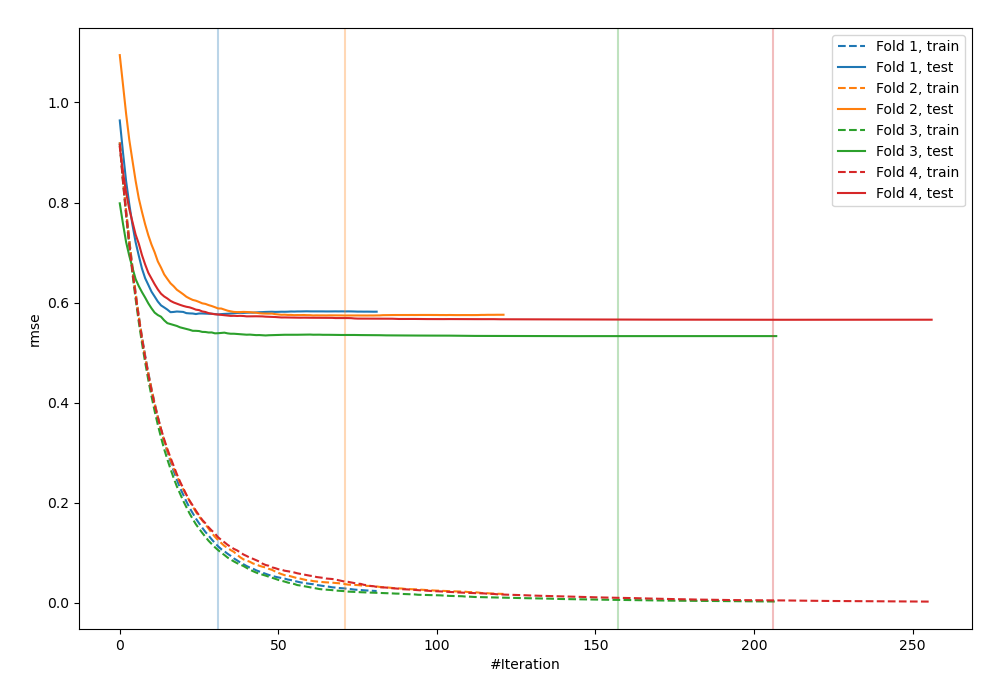 Fold 1, train
Fold 1, test
Fold 2, train
Fold 2, test
Fold 3, train
Fold 3, test
Fold 4, train
Fold 4, test
rmse
1.0
0.8
0.6
0.4
0.2
0.0
0
50
100
150
200
250
#Iteration